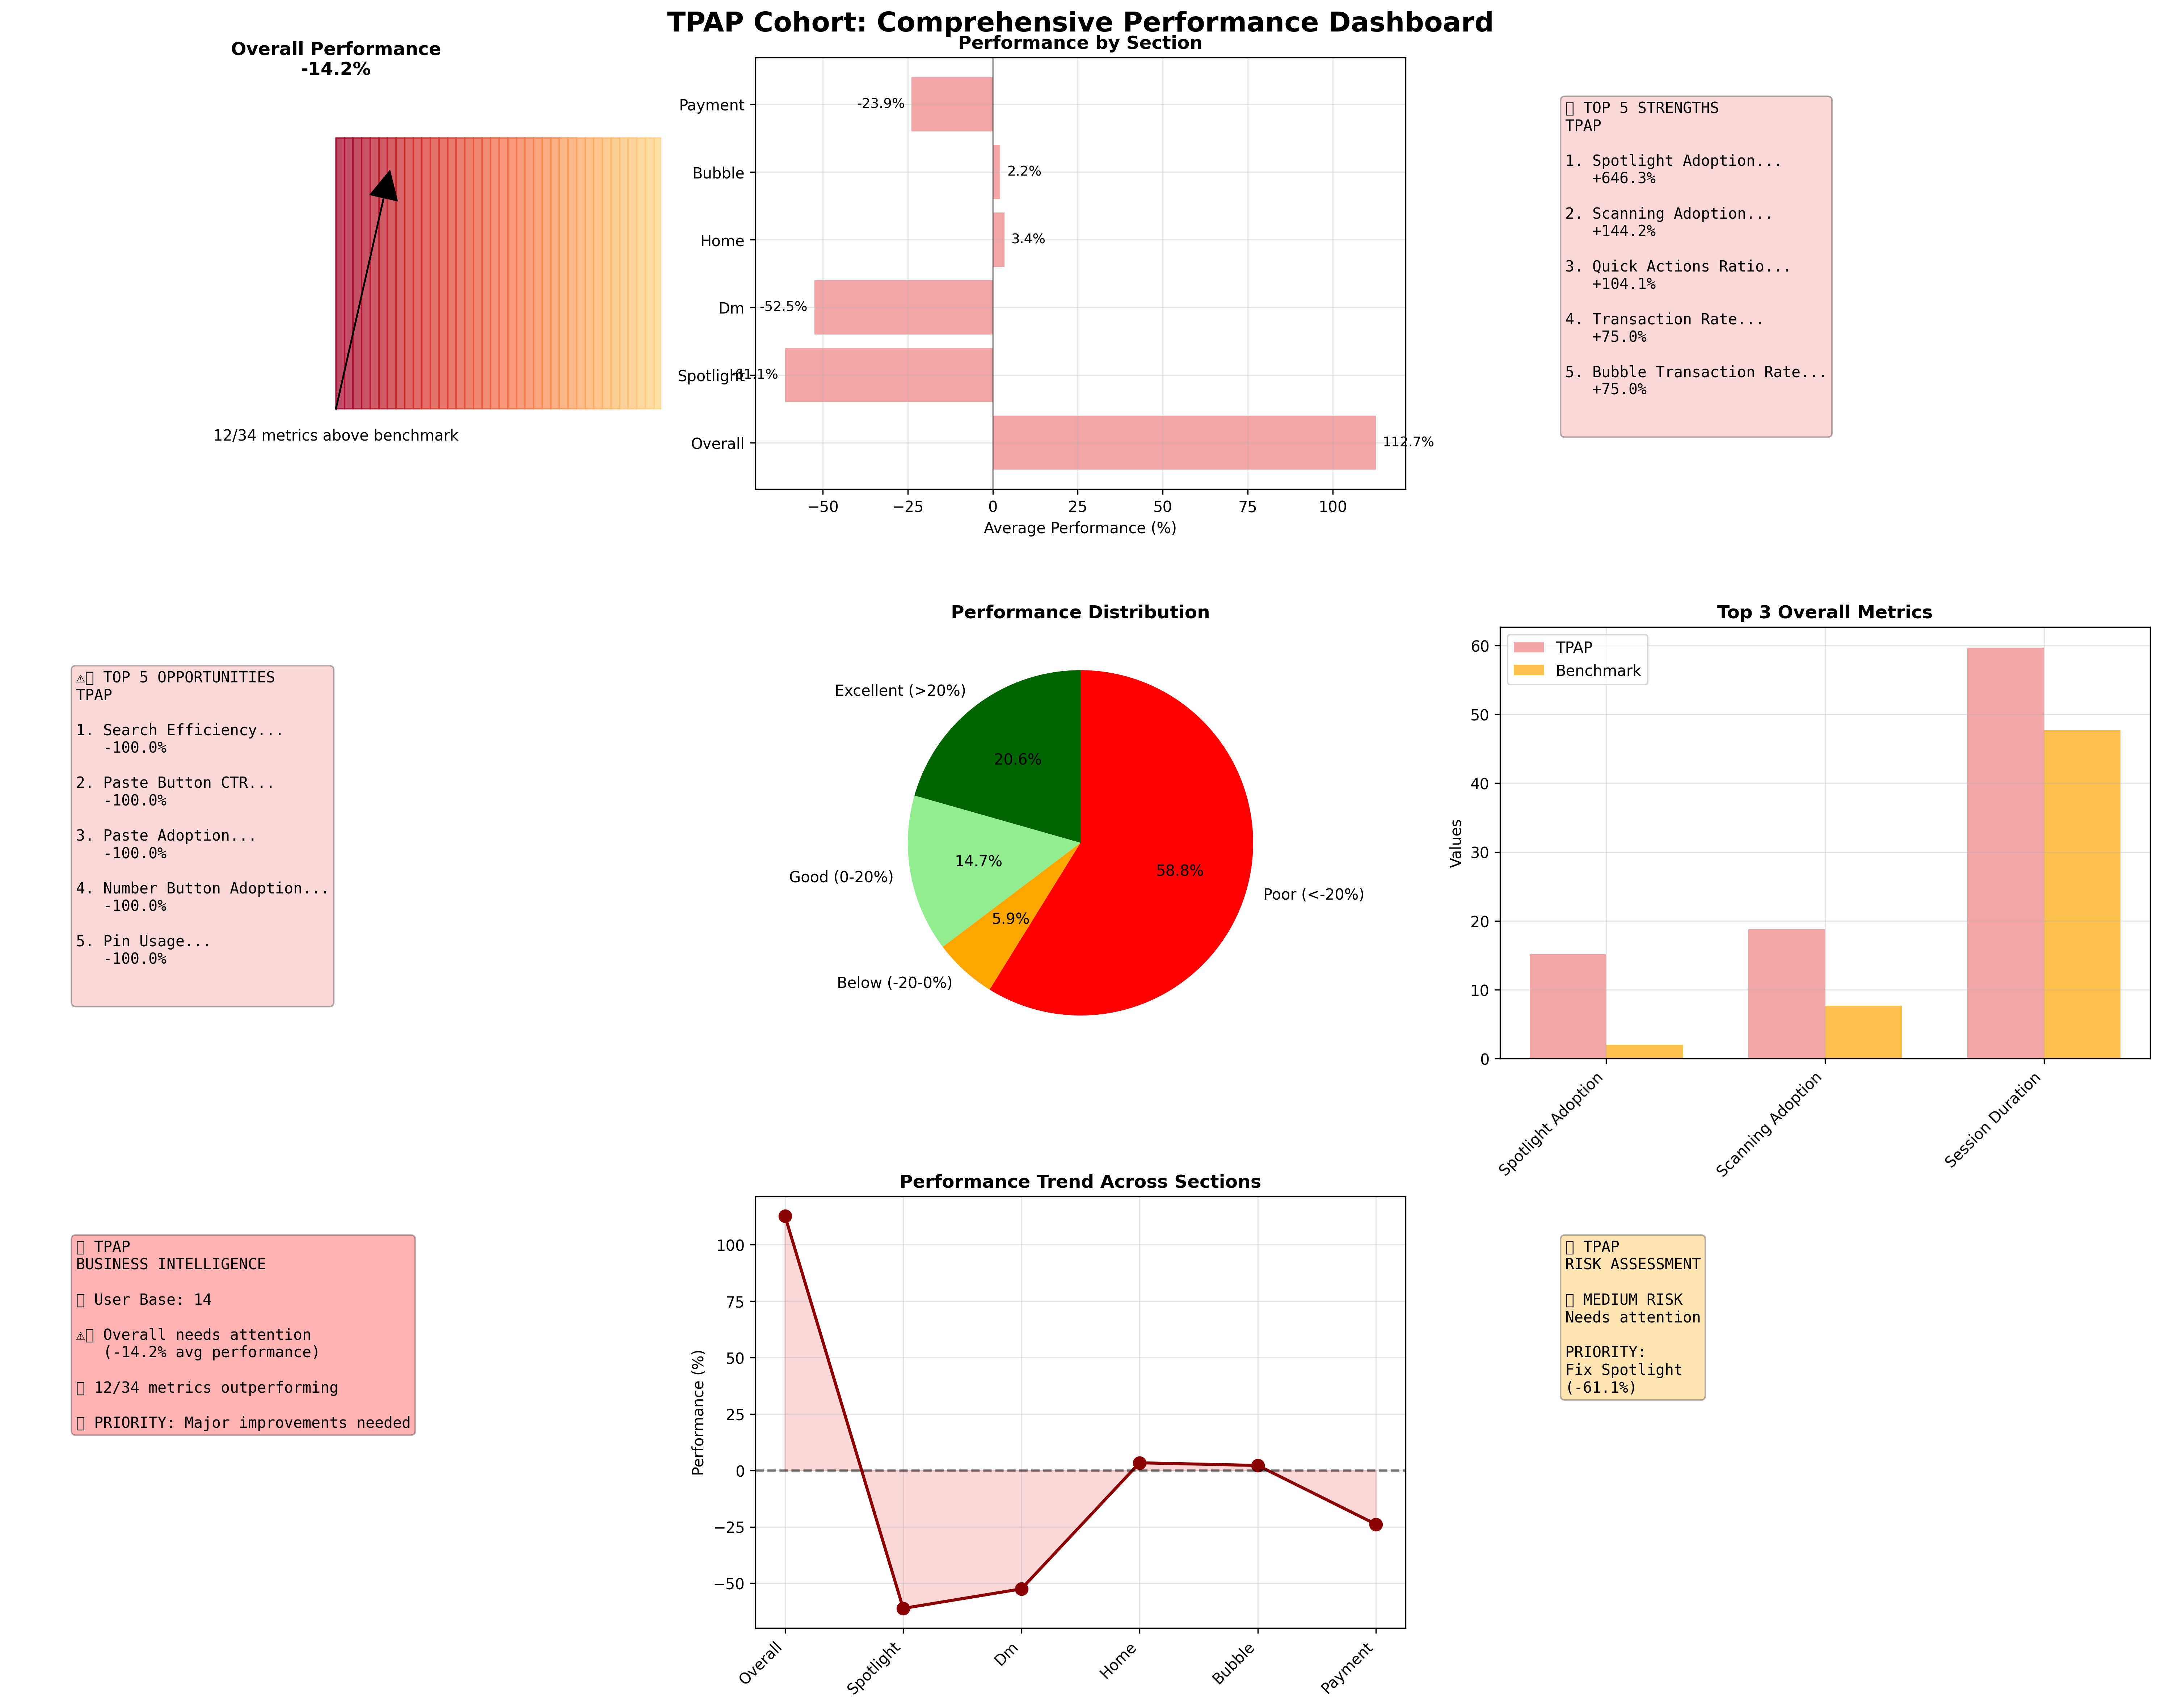 TPAP Cohort: Comprehensive Performance Dashboard
Overall Performance
-14.2%
12/34 metrics above benchmark
Performance by Section
Payment
-23.9%
Bubble
2.2%
Home
3.4%
Dm
-52.5%
Spotlight
-61.1%
Overall
112.7%
−50
−25
0
25
50
75
100
Average Performance (%)
TOP 5 STRENGTHS
TPAP
1. Spotlight Adoption...
+646.3%
2. Scanning Adoption...
+144.2%
3. Quick Actions Ratio...
+104.1%
4. Transaction Rate...
+75.0%
5. Bubble Transaction Rate...
+75.0%
⚠ TOP 5 OPPORTUNITIES
TPAP
1. Search Efficiency...
-100.0%
2. Paste Button CTR...
-100.0%
3. Paste Adoption...
-100.0%
4. Number Button Adoption...
-100.0%
5. Pin Usage...
-100.0%
Performance Distribution
Excellent (>20%)
20.6%
Good (0-20%)
14.7%
Below (-20-0%)
5.9%
Poor (<-20%)
58.8%
Top 3 Overall Metrics
TPAP
Benchmark
60
50
40
30
20
10
0
Values
Spotlight Adoption
Scanning Adoption
Session Duration
TPAP
BUSINESS INTELLIGENCE
User Base: 14
⚠ Overall needs attention
(-14.2% avg performance)
12/34 metrics outperforming
PRIORITY: Major improvements needed
Performance Trend Across Sections
100
75
50
25
0
−25
−50
Performance (%)
Overall
Spotlight
Dm
Home
Bubble
Payment
TPAP
RISK ASSESSMENT
MEDIUM RISK
Needs attention
PRIORITY:
Fix Spotlight
(-61.1%)